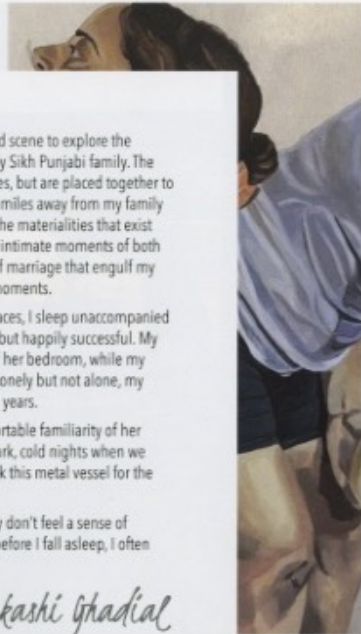 d scene to explore the
y Sikh Punjabi family. The
es, but are placed together to
miles away from my family
he materialities that exist
intimate moments of both
f marriage that engulf my
oments.
aces, I sleep unaccompanied
but happily successful. My
her bedroom, while my
onely but not alone, my
years.
rtable familiarity of her
rk, cold nights when we
k this metal vessel for the
y don't feel a sense of
efore I fall asleep, I often
kashi Ghadial